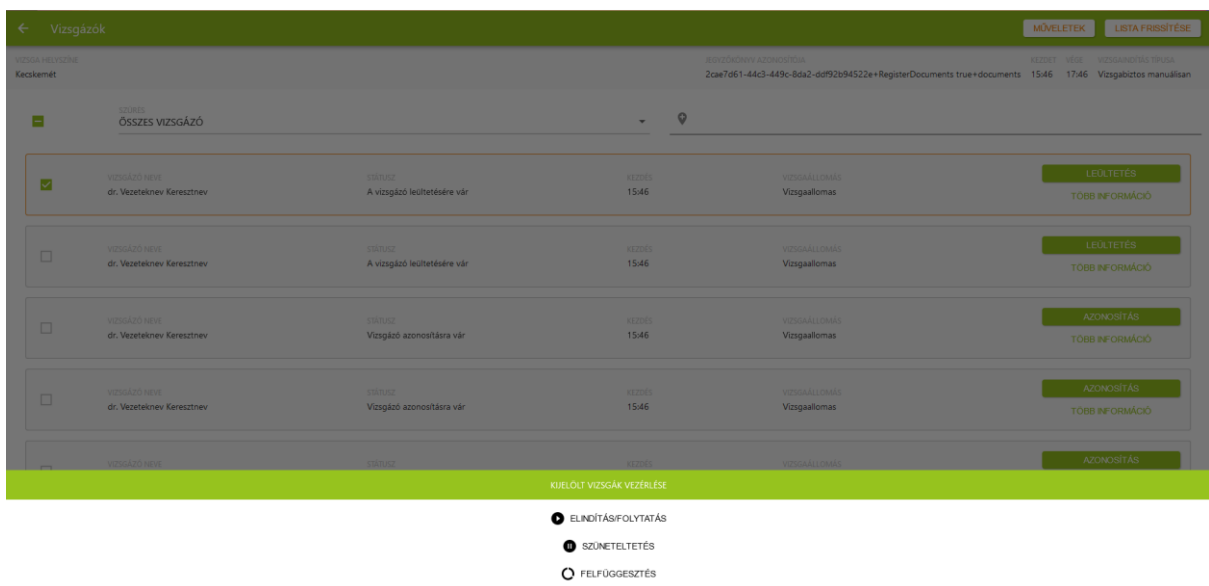 Vizsgázók
MŰVELETEK LISTA FRISSÍTÉSE
VIZSGA HELYSZÍNE JEGYZŐKÖNYV AZONOSÍTÓJA KEZDET VÉGE VIZSGAINDÍTÁS TÍPUSA
Kecskemét 2cae7d61-44c3-449c-8da2-ddf92b94522e+RegisterDocuments true+documents 15:46 17:46 Vizsgabiztos manuálisan
SZŰRÉS
ÖSSZES VIZSGÁZÓ
VIZSGÁZÓ NEVE STÁTUSZ KEZDÉS VIZSGAÁLLOMÁS LEÜLTETÉS
dr. Vezeteknev Keresztnev A vizsgázó leültetésére vár 15:46 Vizsgaallomas TÖBB INFORMÁCIÓ
VIZSGÁZÓ NEVE STÁTUSZ KEZDÉS VIZSGAÁLLOMÁS LEÜLTETÉS
dr. Vezeteknev Keresztnev A vizsgázó leültetésére vár 15:46 Vizsgaallomas TÖBB INFORMÁCIÓ
VIZSGÁZÓ NEVE STÁTUSZ KEZDÉS VIZSGAÁLLOMÁS AZONOSÍTÁS
dr. Vezeteknev Keresztnev Vizsgázó azonosításra vár 15:46 Vizsgaallomas TÖBB INFORMÁCIÓ
VIZSGÁZÓ NEVE STÁTUSZ KEZDÉS VIZSGAÁLLOMÁS AZONOSÍTÁS
dr. Vezeteknev Keresztnev Vizsgázó azonosításra vár 15:46 Vizsgaallomas TÖBB INFORMÁCIÓ
VIZSGÁZÓ NEVE STÁTUSZ KEZDÉS VIZSGAÁLLOMÁS AZONOSÍTÁS
KIJELÖLT VIZSGÁK VEZÉRLÉSE
ELINDÍTÁS/FOLYTATÁS
SZÜNETELTETÉS
FELFÜGGESZTÉS